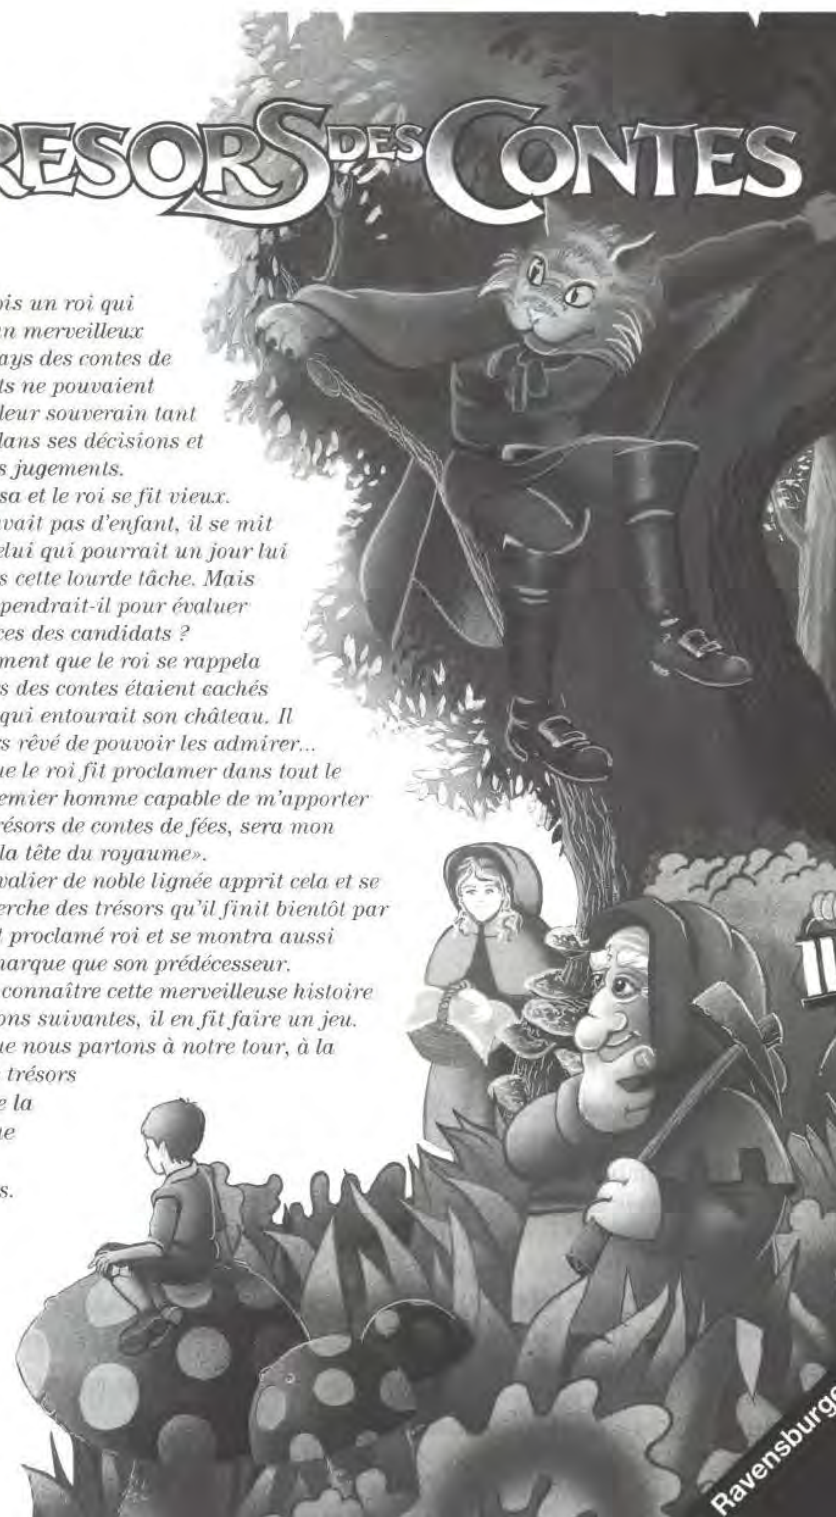 RESORS DES CONTES
ois un roi qui
un merveilleux
ays des contes de
ts ne pouvaient
leur souverain tant
dans ses décisions et
s jugements.
sa et le roi se fit vieux.
vait pas d'enfant, il se mit
elui qui pourrait un jour lui
s cette lourde tâche. Mais
pendrait-il pour évaluer
ces des candidats ?
ment que le roi se rappela
s des contes étaient cachés
qui entourait son château. Il
rs rêvé de pouvoir les admirer...
ue le roi fit proclamer dans tout le
emier homme capable de m'apporter
résors de contes de fées, sera mon
la tête du royaume».
valier de noble lignée apprit cela et se
erche des trésors qu'il finit bientôt par
t proclamé roi et se montra aussi
narque que son prédécesseur.
connaître cette merveilleuse histoire
ons suivantes, il en fit faire un jeu.
ue nous partons à notre tour, à la
trésors
e la
ne
s.
Ravensburge